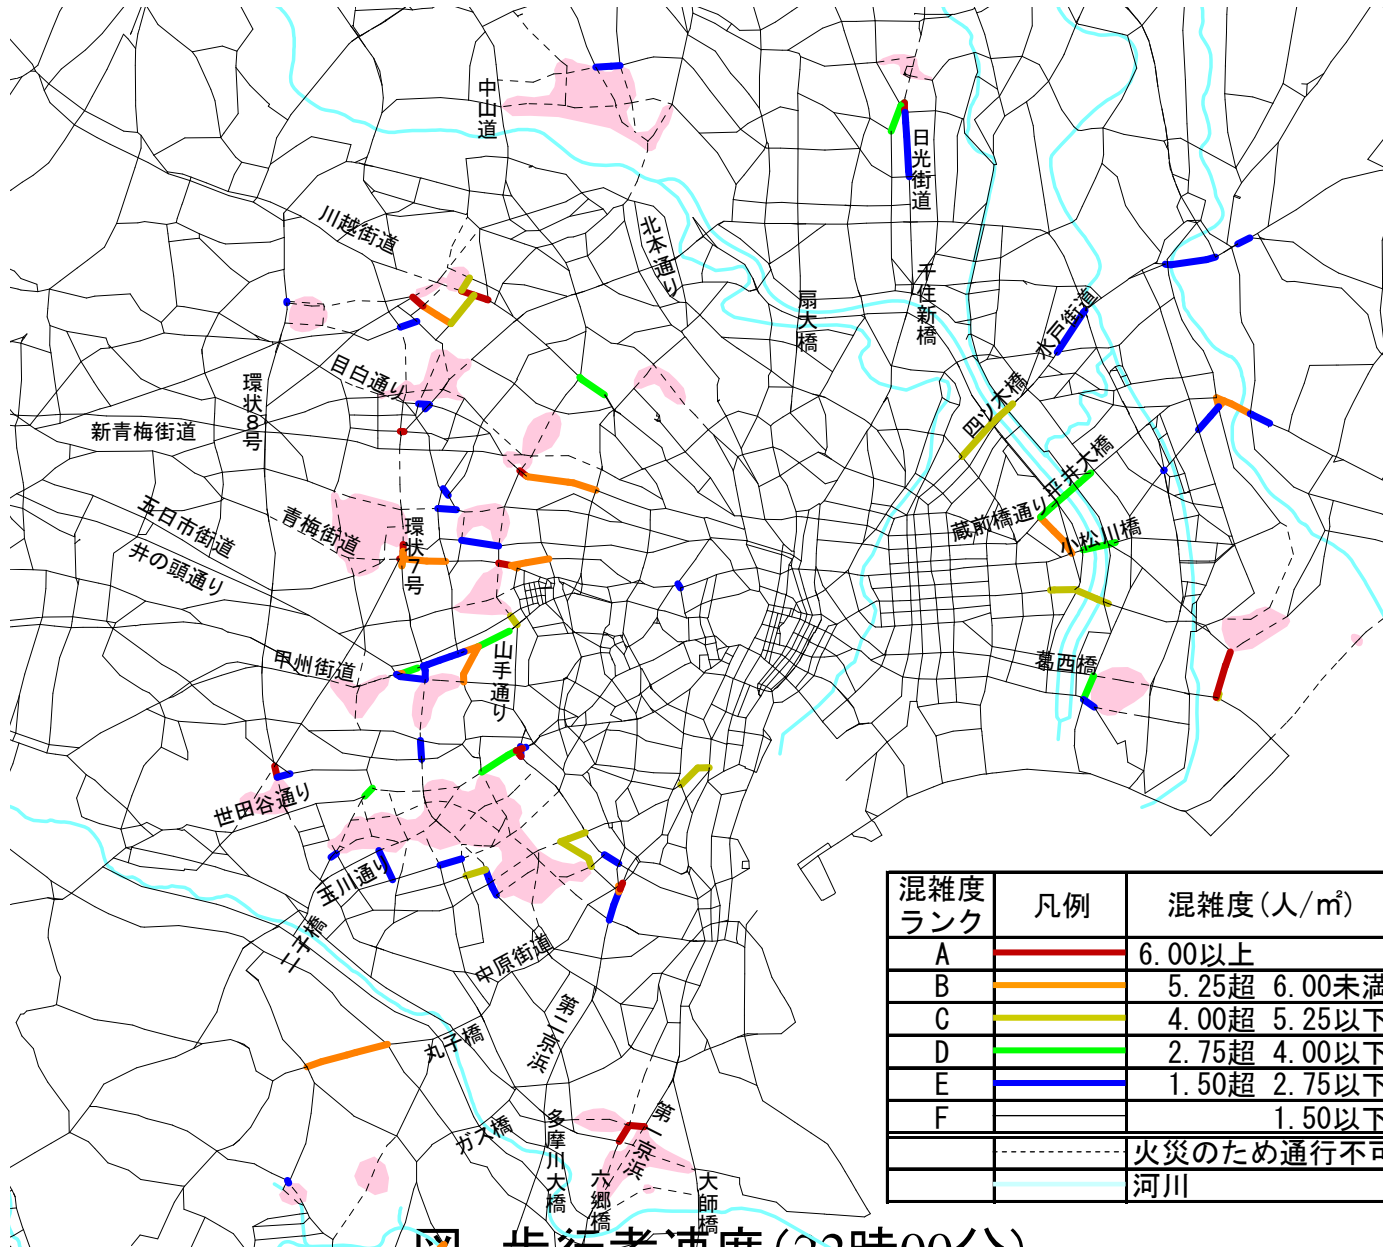 中山道
日光街道
川越街道
北本通り
千住新橋
扇大橋
水戸街道
目白通り
環状8号
四ツ木橋
新青梅街道
平井大橋
五日市街道
青梅街道
環状7号
蔵前橋通り
小松川橋
井の頭通り
甲州街道
山手通り
葛西橋
世田谷通り
玉川通り
二子橋
中原街道
第二京浜
丸子橋
ガス橋
多摩川大橋
六郷橋
第一京浜
大師橋
混雑度ランク 凡例 混雑度(人/㎡)
A 6.00以上
B 5.25超 6.00未満
C 4.00超 5.25以下
D 2.75超 4.00以下
E 1.50超 2.75以下
F 1.50以下
火災のため通行不可
河川